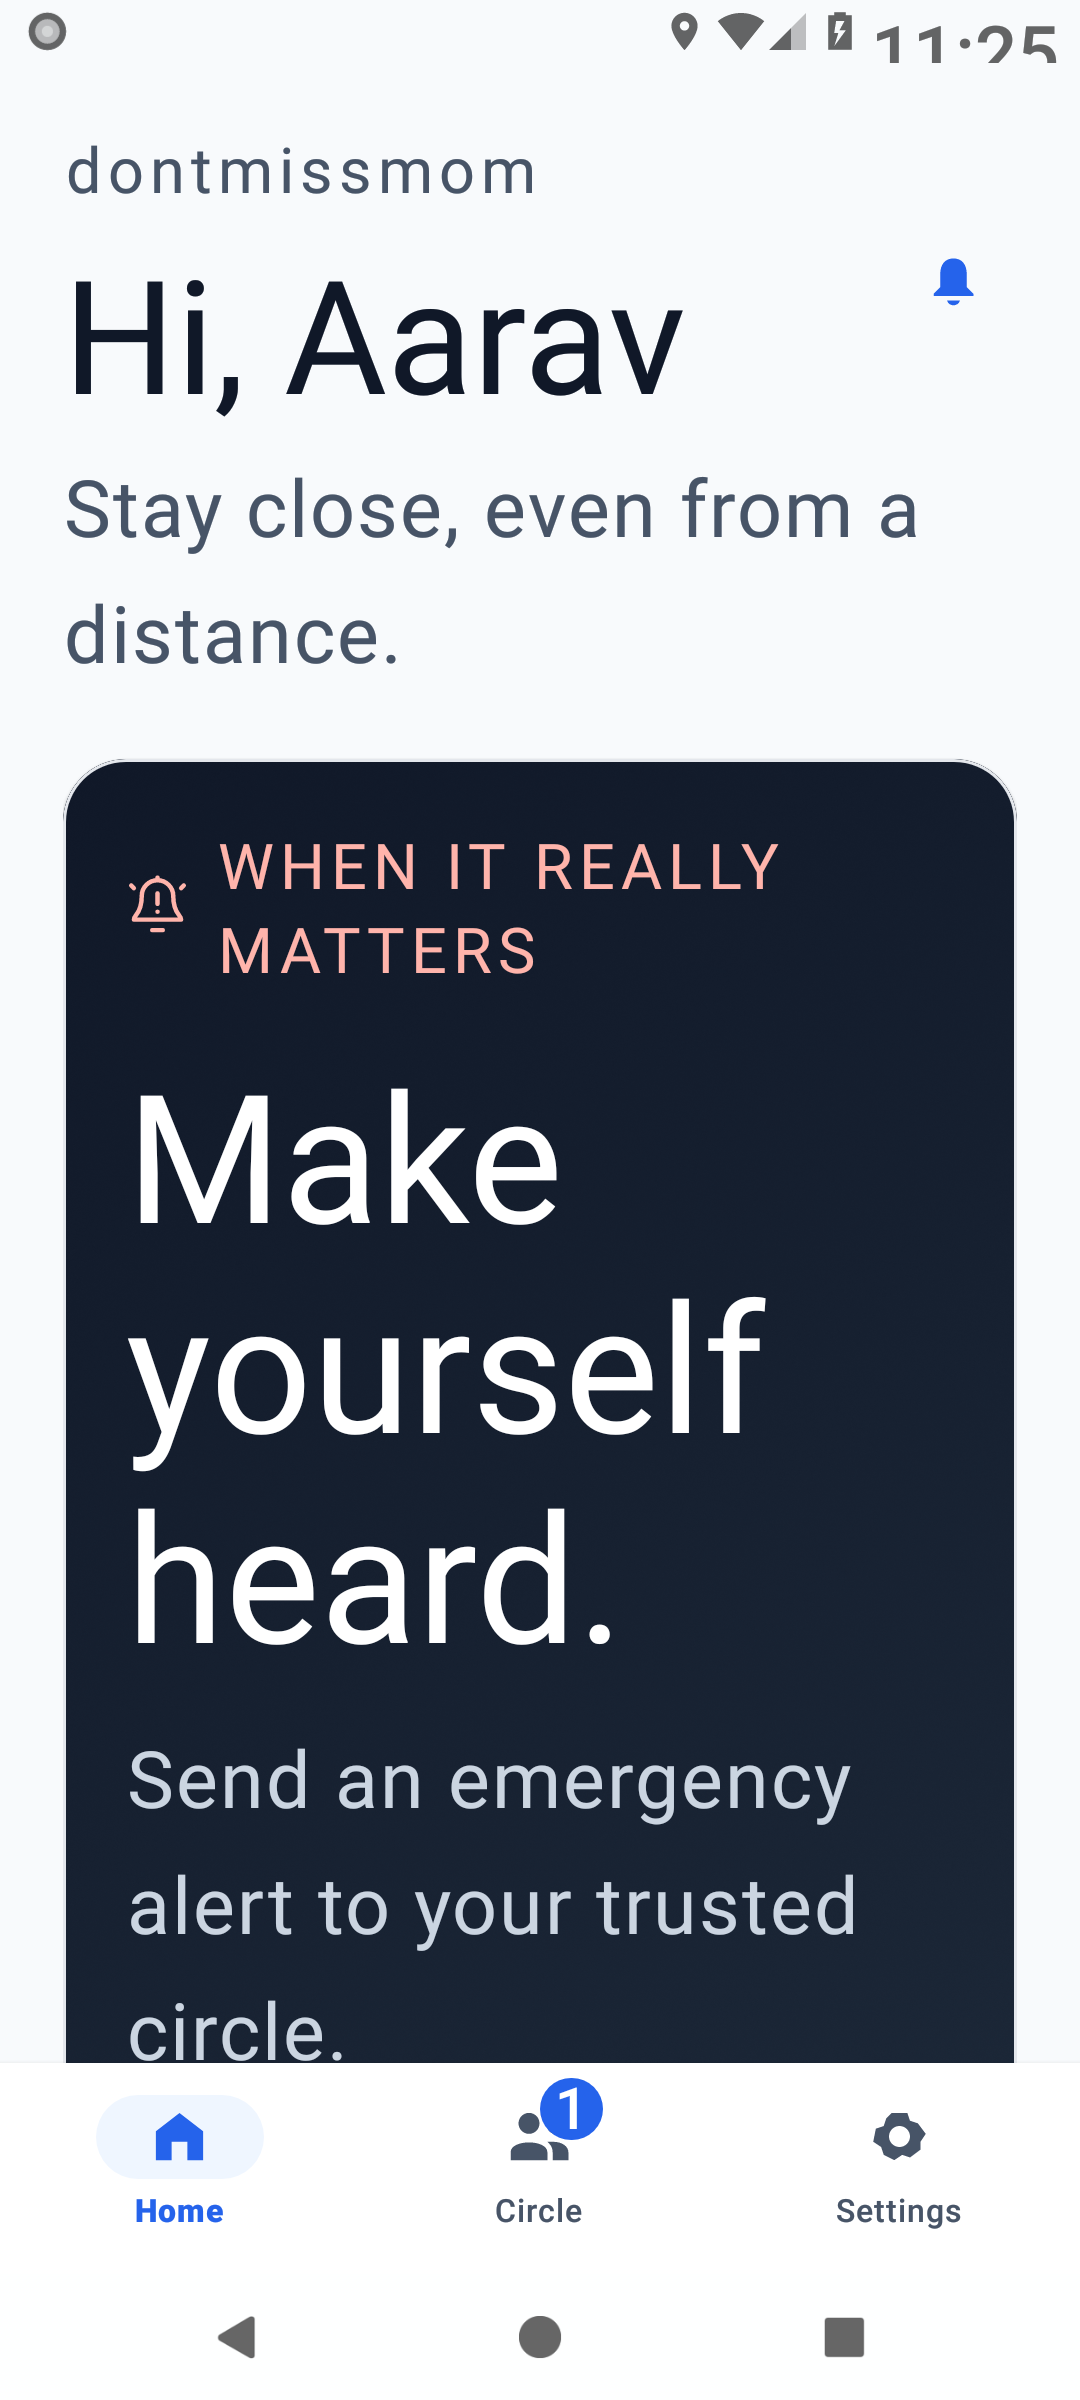 11:25
dontmissmom
Hi, Aarav
Stay close, even from a
distance.
WHEN IT REALLY
MATTERS
Make
yourself
heard.
Send an emergency
alert to your trusted
circle.
1
Home
Circle
Settings